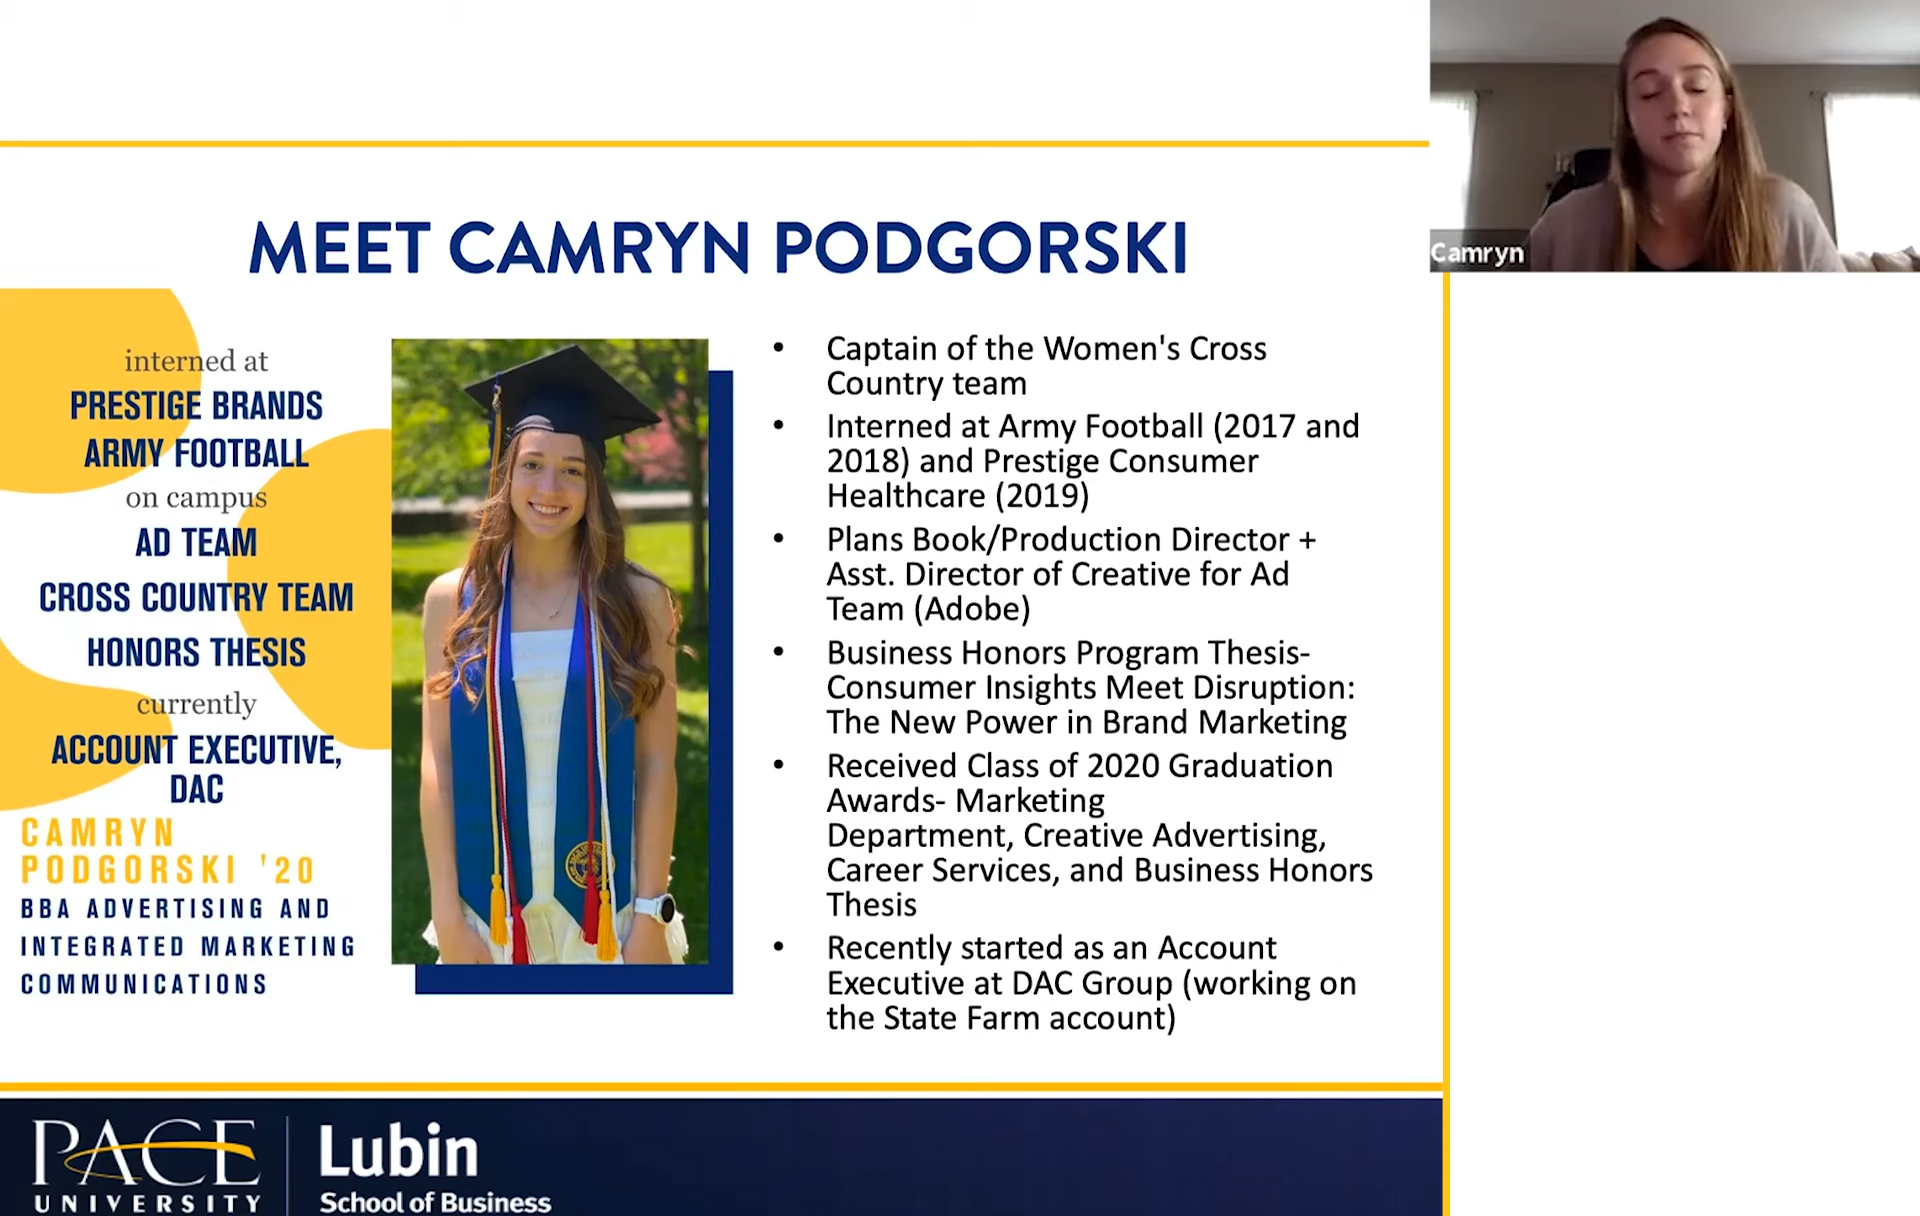 Camryn
MEET CAMRYN PODGORSKI
interned at
PRESTIGE BRANDS
ARMY FOOTBALL
on campus
AD TEAM
CROSS COUNTRY TEAM
HONORS THESIS
currently
ACCOUNT EXECUTIVE,
DAC
CAMRYN
PODGORSKI '20
BBA ADVERTISING AND
INTEGRATED MARKETING
COMMUNICATIONS
• Captain of the Women's Cross
Country team
• Interned at Army Football (2017 and
2018) and Prestige Consumer
Healthcare (2019)
• Plans Book/Production Director +
Asst. Director of Creative for Ad
Team (Adobe)
• Business Honors Program Thesis-
Consumer Insights Meet Disruption:
The New Power in Brand Marketing
• Received Class of 2020 Graduation
Awards- Marketing
Department, Creative Advertising,
Career Services, and Business Honors
Thesis
• Recently started as an Account
Executive at DAC Group (working on
the State Farm account)
PACE
UNIVERSITY
Lubin
School of Business